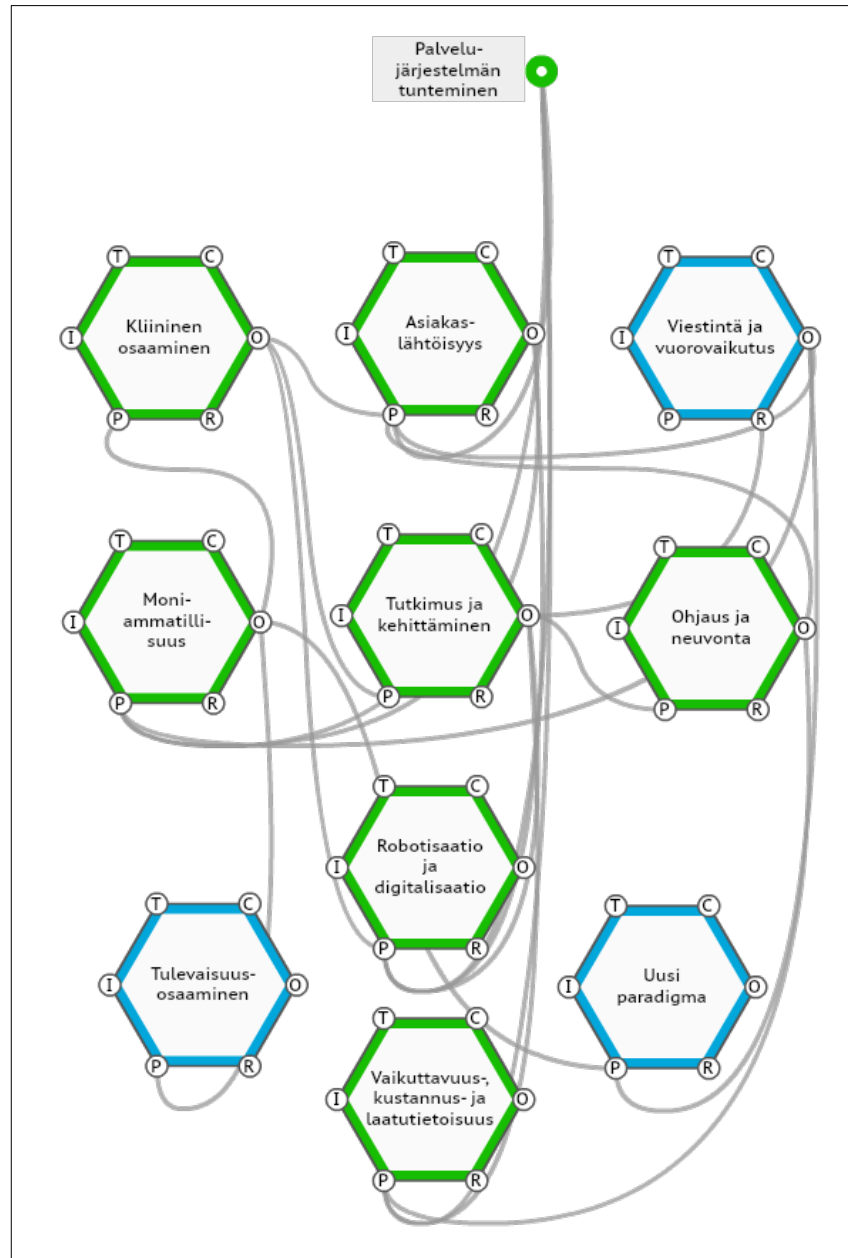 Palvelu-
järjestelmän
tunteminen
T C
I Kliininen
osaaminen O
P R
T C
I Asiakas-
lähtöisyys O
P R
T C
I Viestintä ja
vuorovaikutus O
P R
T C
I Moni-
ammatilli-
suus O
P R
T C
I Tutkimus ja
kehittäminen O
P R
T C
I Ohjaus ja
neuvonta O
P R
T C
I Robotisaatio
ja
digitalisaatio O
P R
T C
I Tulevaisuus-
osaaminen O
P R
T C
I Uusi
paradigma O
P R
T C
I Vaikuttavuus-,
kustannus- ja
laatutietoisuus O
P R